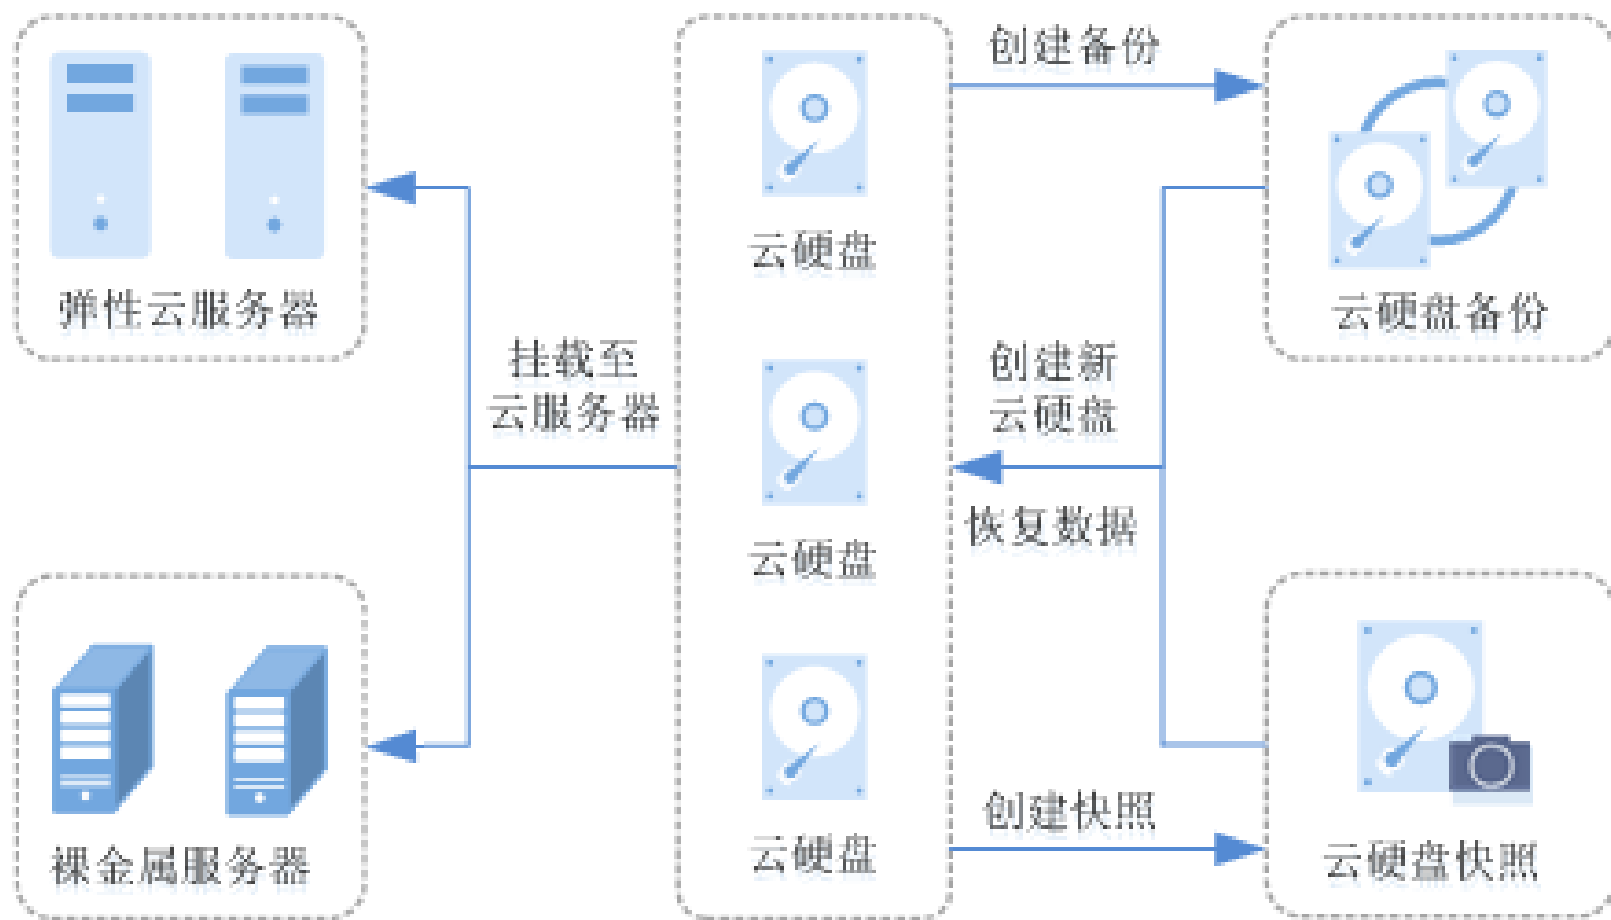 弹性云服务器
裸金属服务器
挂载至
云服务器
云硬盘
云硬盘
云硬盘
创建备份
创建新
云硬盘
恢复数据
创建快照
云硬盘备份
云硬盘快照